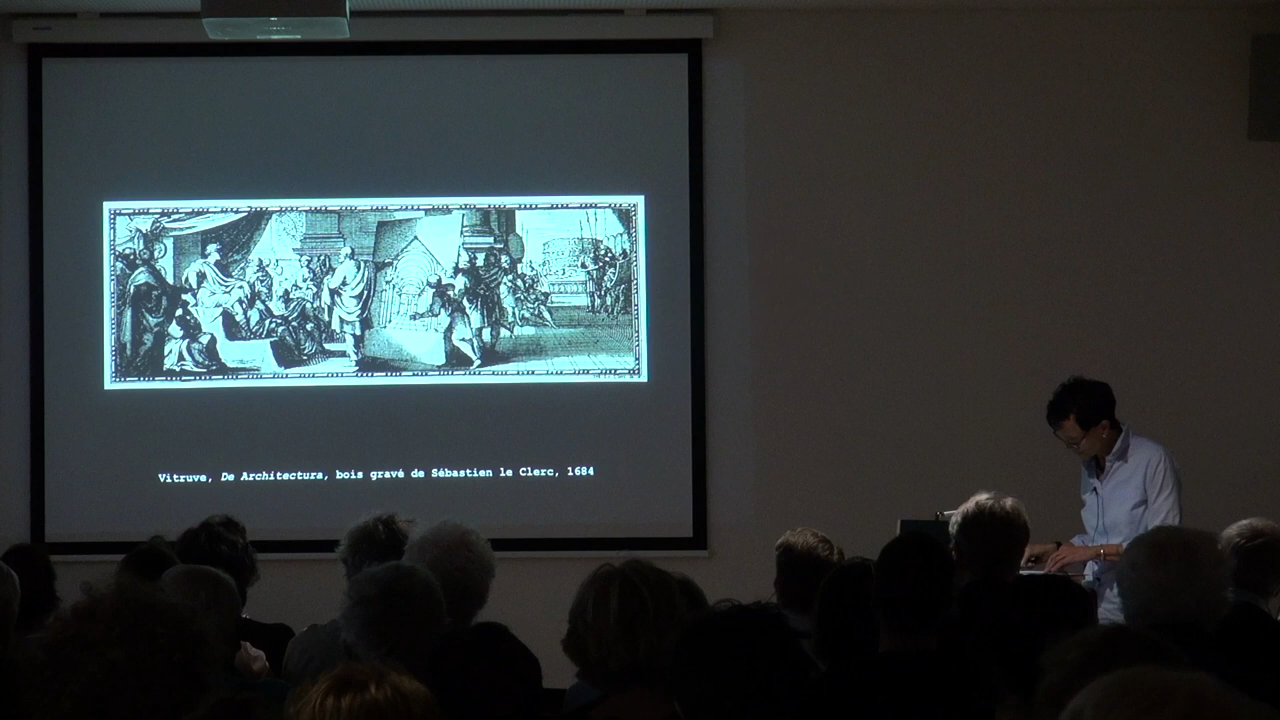 Vitruve, De Architectura, bois gravé de Sébastien le Clerc, 1684